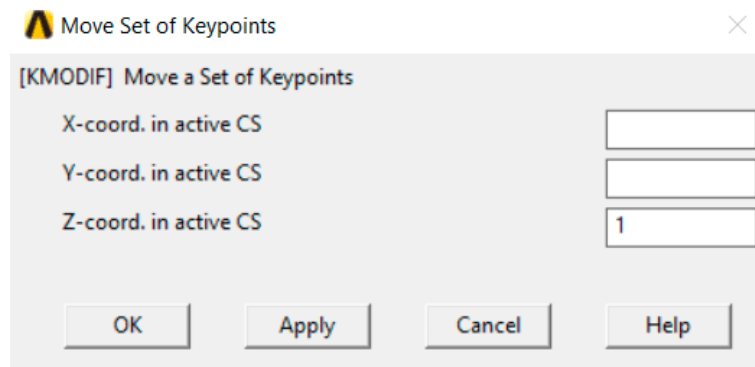 Move Set of Keypoints
[KMODIF] Move a Set of Keypoints
X-coord. in active CS
Y-coord. in active CS
Z-coord. in active CS 1
OK Apply Cancel Help